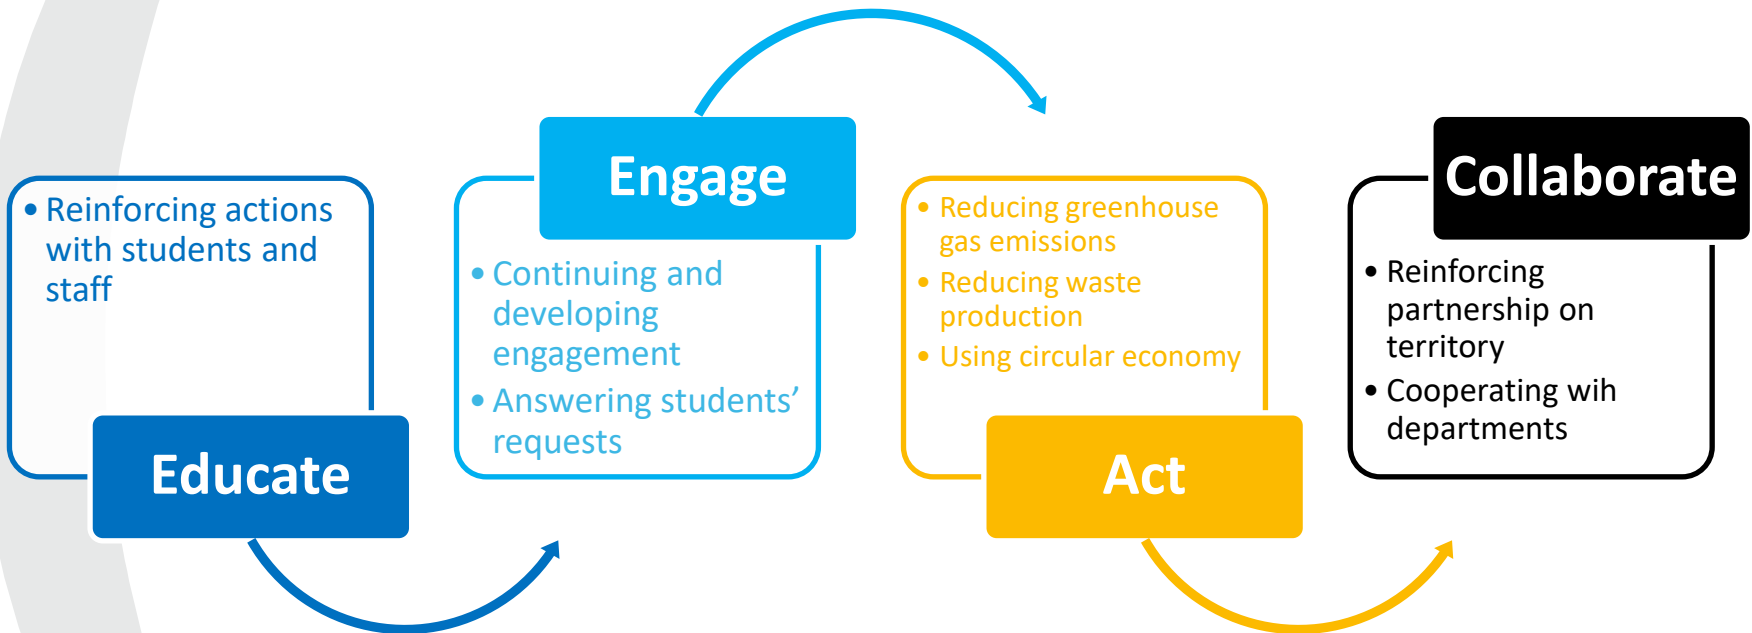 • Reinforcing actions
with students and
staff
Educate
Engage
• Continuing and
developing
engagement
• Answering students’
requests
• Reducing greenhouse
gas emissions
• Reducing waste
production
• Using circular economy
Act
Collaborate
• Reinforcing
partnership on
territory
• Cooperating wih
departments